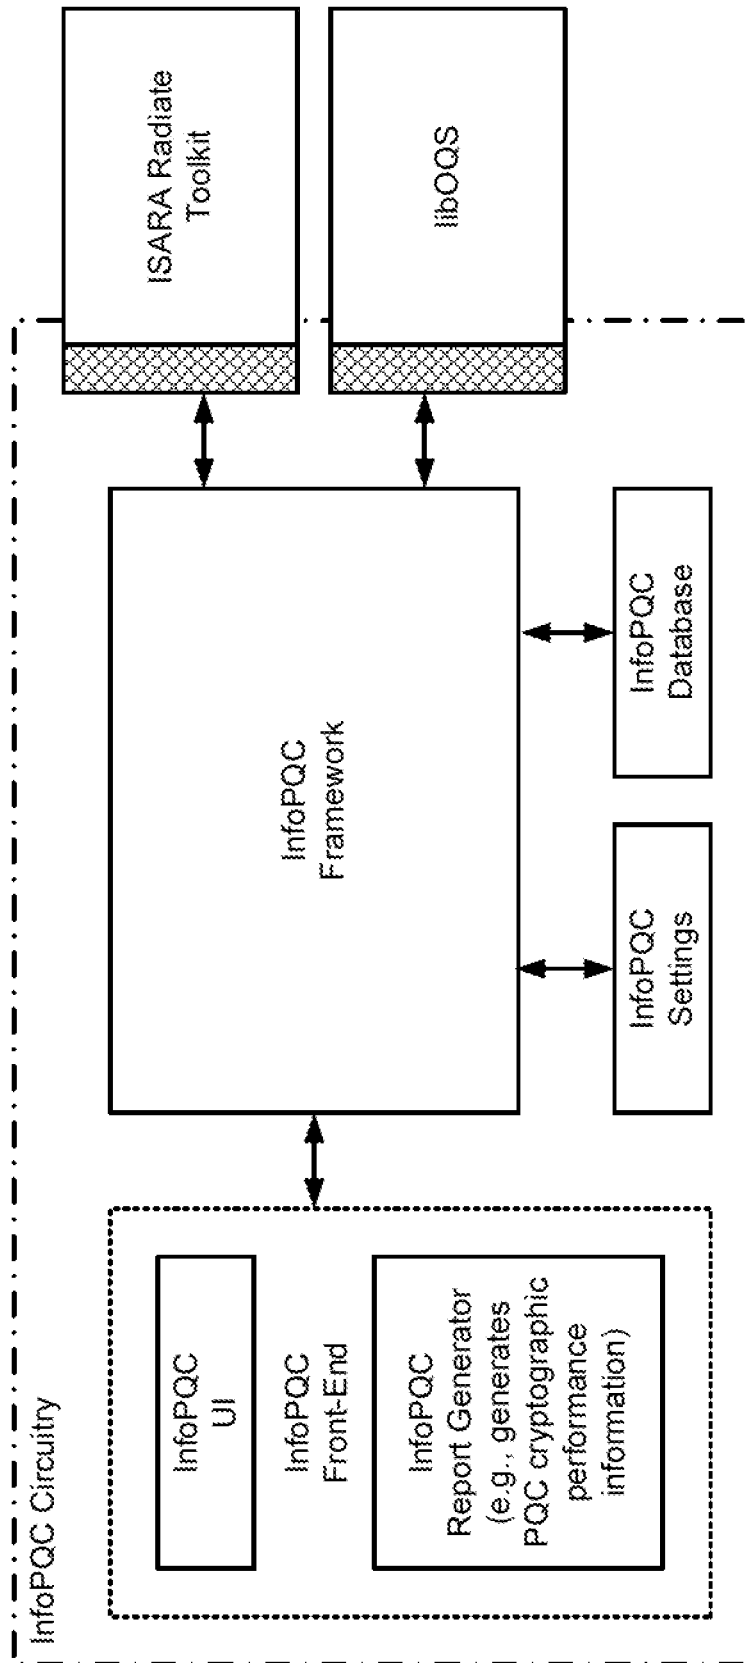 InfoPQC Circuitry
InfoPQC
UI
InfoPQC
Front-End
InfoPQC
Report Generator
(e.g., generates
PQC cryptographic
performance
information)
InfoPQC
Framework
InfoPQC
Settings
InfoPQC
Database
ISARA Radiate
Toolkit
libOQS